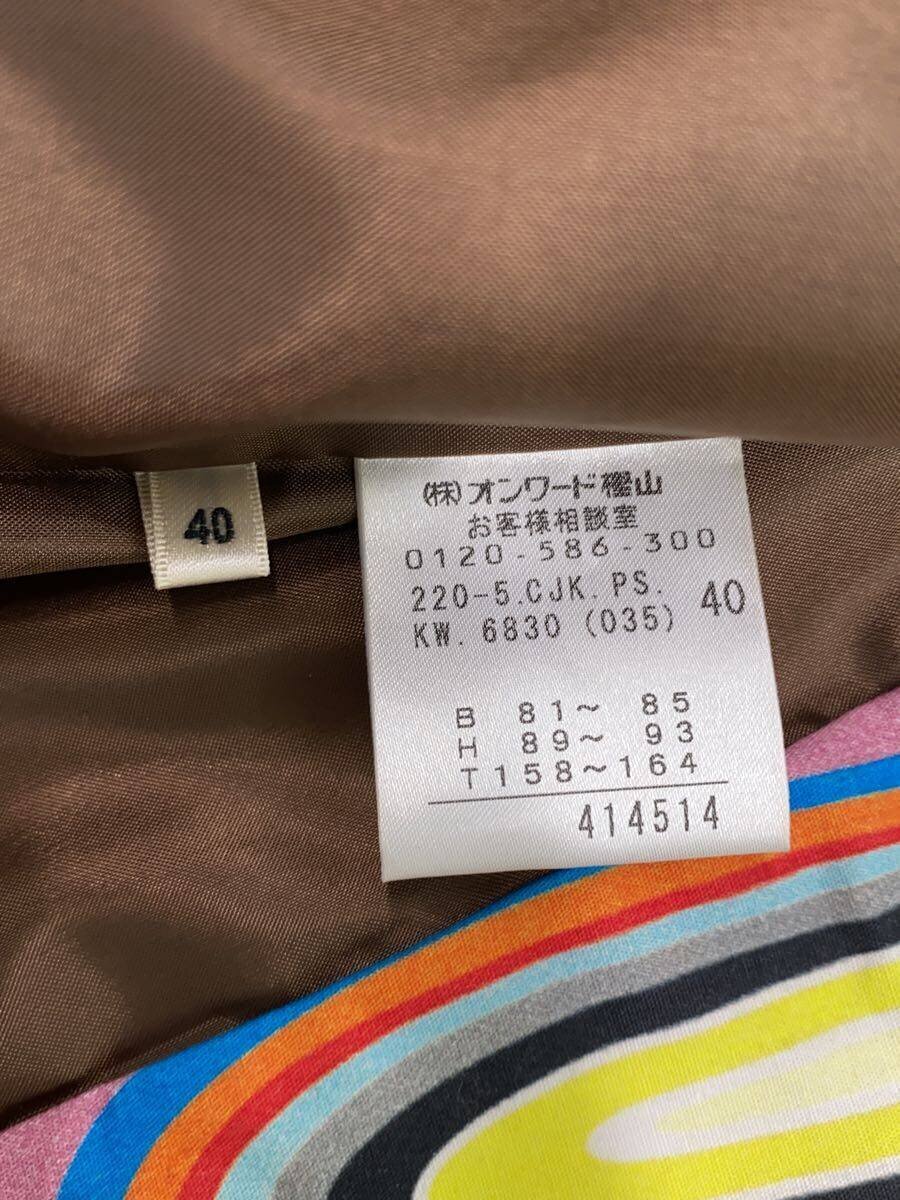 40
(株)オンワード樫山
お客様相談室
0120-586-300
220-5.CJK.PS.
KW.6830(035) 40
B 81〜 85
H 89〜 93
T158〜164
414514